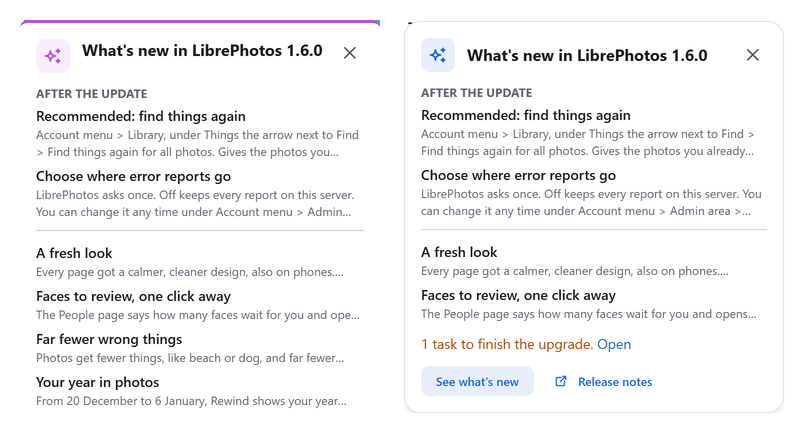 What's new in LibrePhotos 1.6.0
AFTER THE UPDATE
Recommended: find things again
Account menu > Library, under Things the arrow next to Find
> Find things again for all photos. Gives the photos you...
Choose where error reports go
LibrePhotos asks once. Off keeps every report on this server.
You can change it any time under Account menu > Admin...
A fresh look
Every page got a calmer, cleaner design, also on phones....
Faces to review, one click away
The People page says how many faces wait for you and ope...
Far fewer wrong things
Photos get fewer things, like beach or dog, and far fewer...
Your year in photos
From 20 December to 6 January, Rewind shows your year...
What's new in LibrePhotos 1.6.0
AFTER THE UPDATE
Recommended: find things again
Account menu > Library, under Things the arrow next to Find >
Find things again for all photos. Gives the photos you already...
Choose where error reports go
LibrePhotos asks once. Off keeps every report on this server. You
can change it any time under Account menu > Admin area >...
A fresh look
Every page got a calmer, cleaner design, also on phones....
Faces to review, one click away
The People page says how many faces wait for you and opens...
1 task to finish the upgrade. Open
See what's new
Release notes